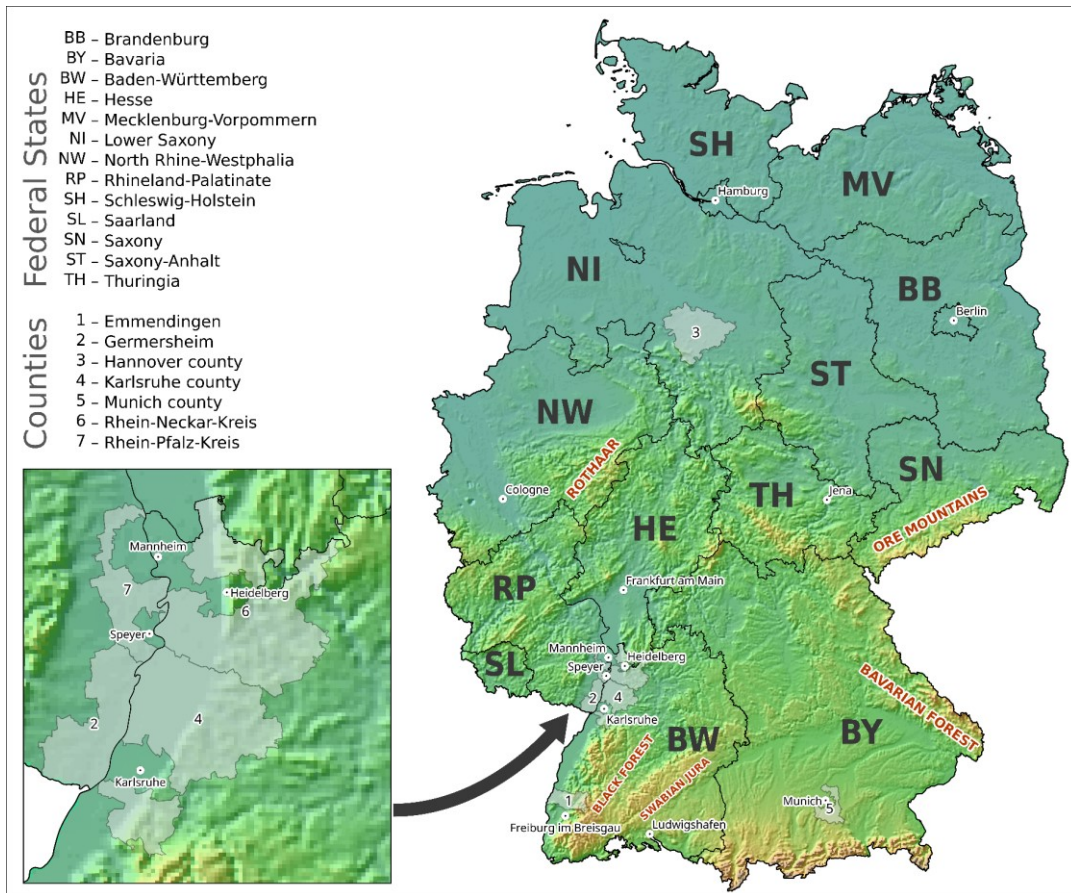 Federal States
BB – Brandenburg
BY – Bavaria
BW – Baden-Württemberg
HE – Hesse
MV – Mecklenburg-Vorpommern
NI – Lower Saxony
NW – North Rhine-Westphalia
RP – Rhineland-Palatinate
SH – Schleswig-Holstein
SL – Saarland
SN – Saxony
ST – Saxony-Anhalt
TH – Thuringia
Counties
1 – Emmendingen
2 – Germersheim
3 – Hannover county
4 – Karlsruhe county
5 – Munich county
6 – Rhein-Neckar-Kreis
7 – Rhein-Pfalz-Kreis
Mannheim
7
Heidelberg
6
Speyer
2
4
Karlsruhe
SH
Hamburg
MV
NI
BB
Berlin
3
ST
NW
ROTHAAR
SN
Cologne
TH
Jena
ORE MOUNTAINS
HE
RP
Frankfurt am Main
Mannheim
Heidelberg
SL
Speyer
2
4
Karlsruhe
BAVARIAN FOREST
BW
BY
BLACK FOREST
SWABIAN JURA
1
Munich
5
Freiburg im Breisgau
Ludwigshafen